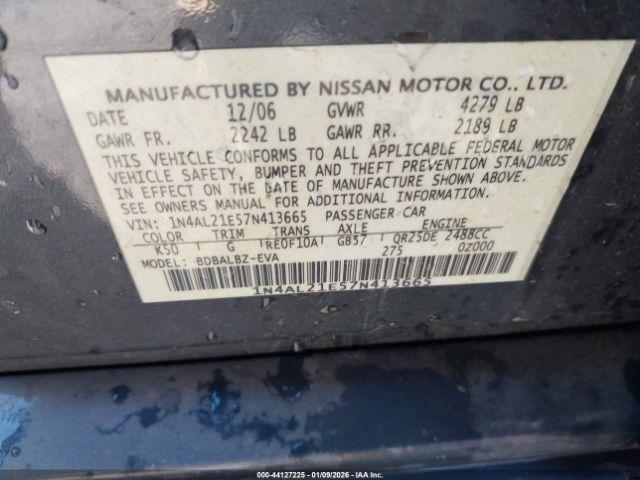 MANUFACTURED BY NISSAN MOTOR CO., LTD.
DATE 12/06 GVWR 4279 LB
GAWR FR. 2242 LB GAWR RR. 2189 LB
THIS VEHICLE CONFORMS TO ALL APPLICABLE FEDERAL MOTOR
VEHICLE SAFETY, BUMPER AND THEFT PREVENTION STANDARDS
IN EFFECT ON THE DATE OF MANUFACTURE SHOWN ABOVE.
SEE OWNERS MANUAL FOR ADDITIONAL INFORMATION.
VIN: 1N4AL21E57N413665 PASSENGER CAR
COLOR TRIM TRANS AXLE ENGINE
K50 G RE0F10A GB57 QR25DE 2488CC
MODEL: BDBALBZ-EVA 275 0Z000
1N4AL21E57N413665
000-44127225 | 01/09/2026 | © IAA, LLC